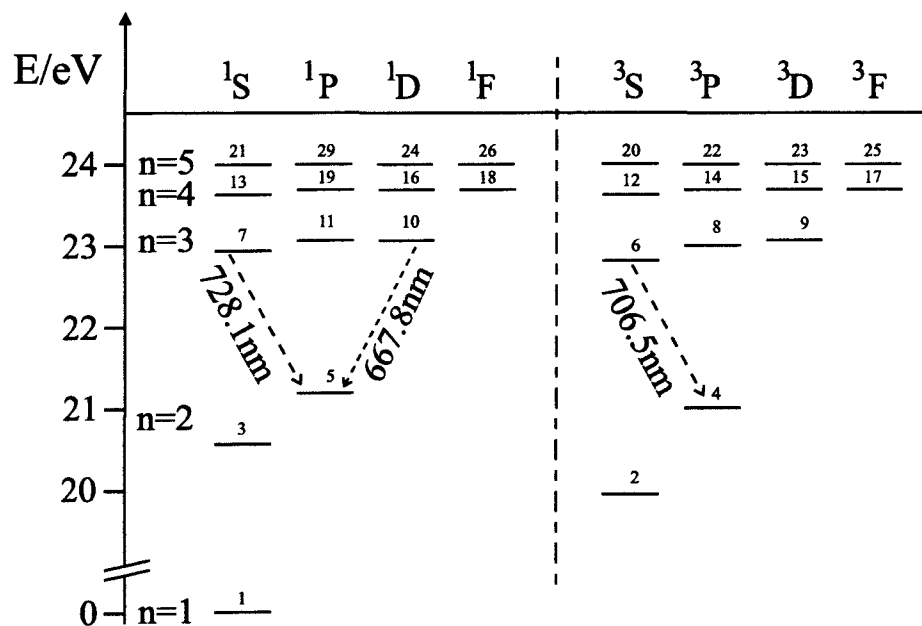 E/eV
¹S ¹P ¹D ¹F ³S ³P ³D ³F
24 n=5 21 29 24 26 20 22 23 25
n=4 13 19 16 18 12 14 15 17
23 n=3 7 11 10 6 8 9
728.1nm 667.8nm 706.5nm
22
5 4
21 n=2 3
20 2
0 n=1 1